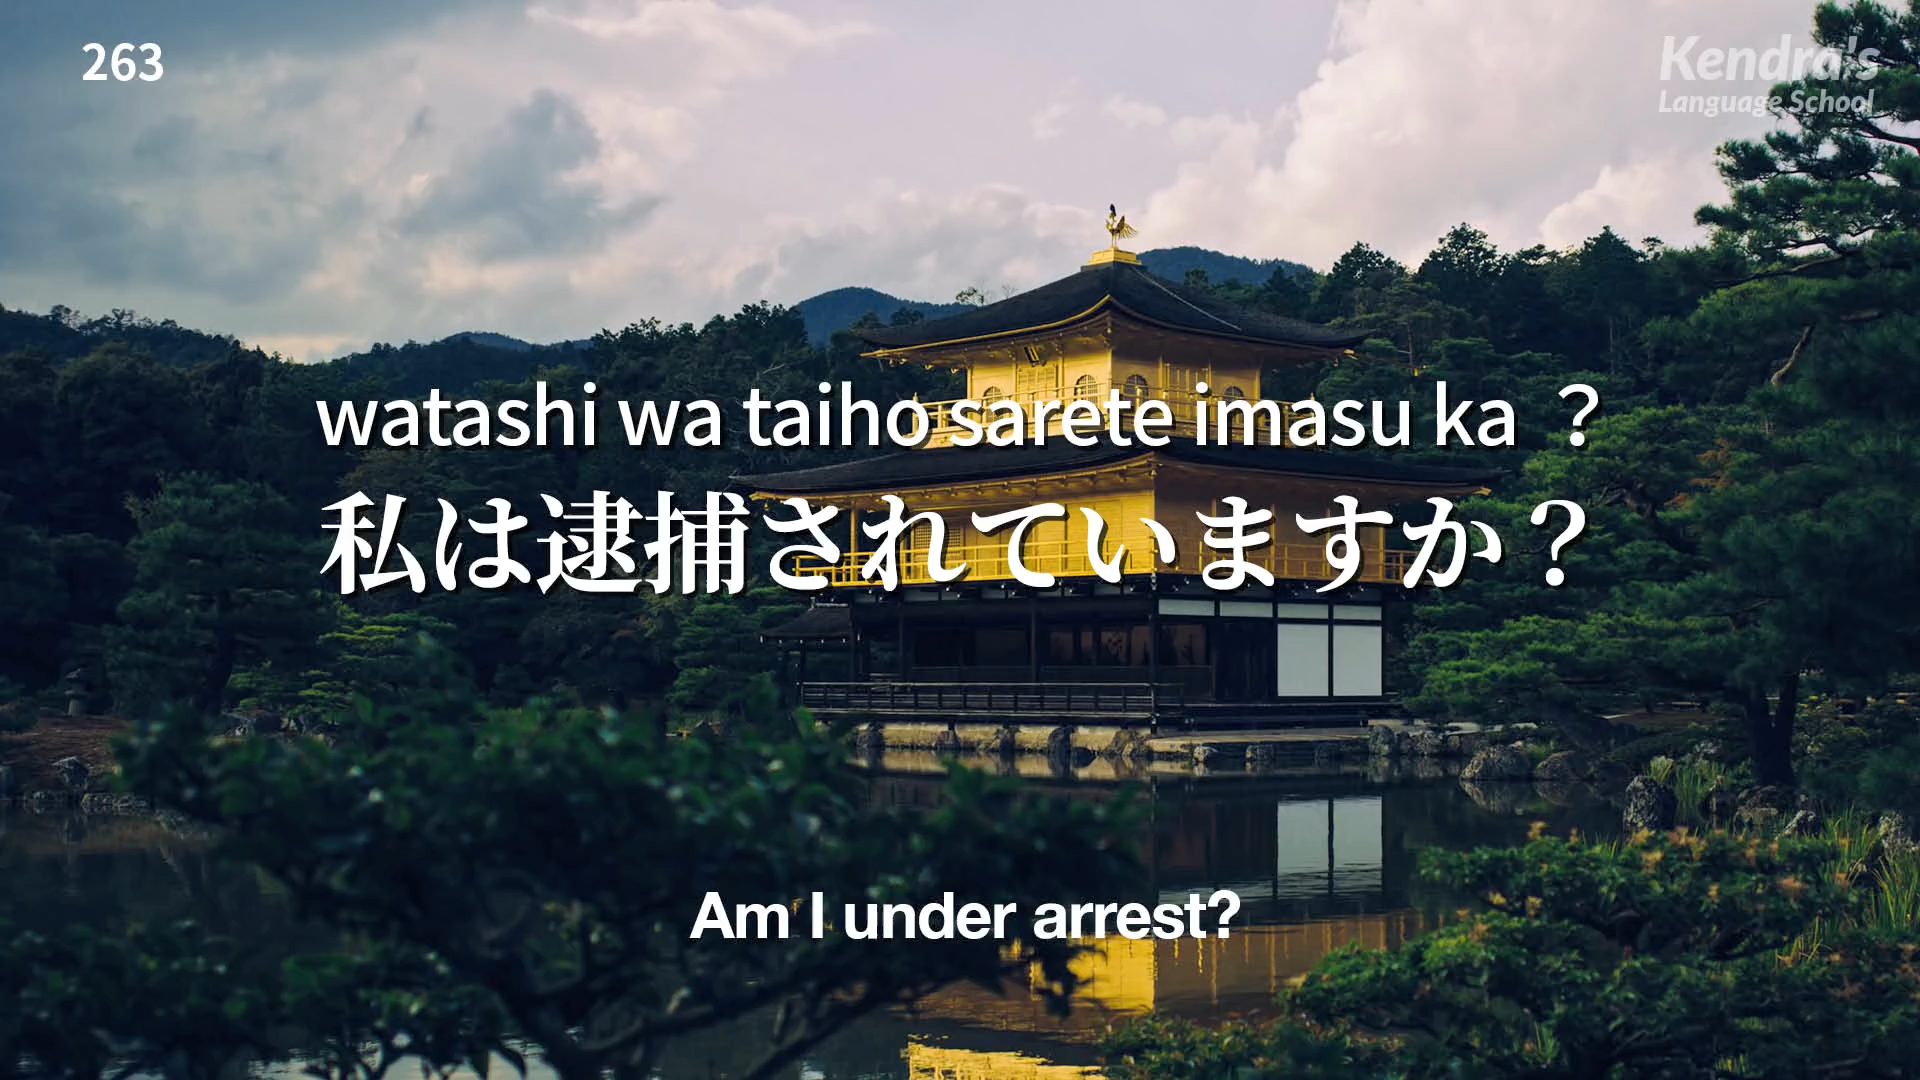 263
Kendra's
Language School
watashi wa taiho sarete imasu ka ？
私は逮捕されていますか？
Am I under arrest?